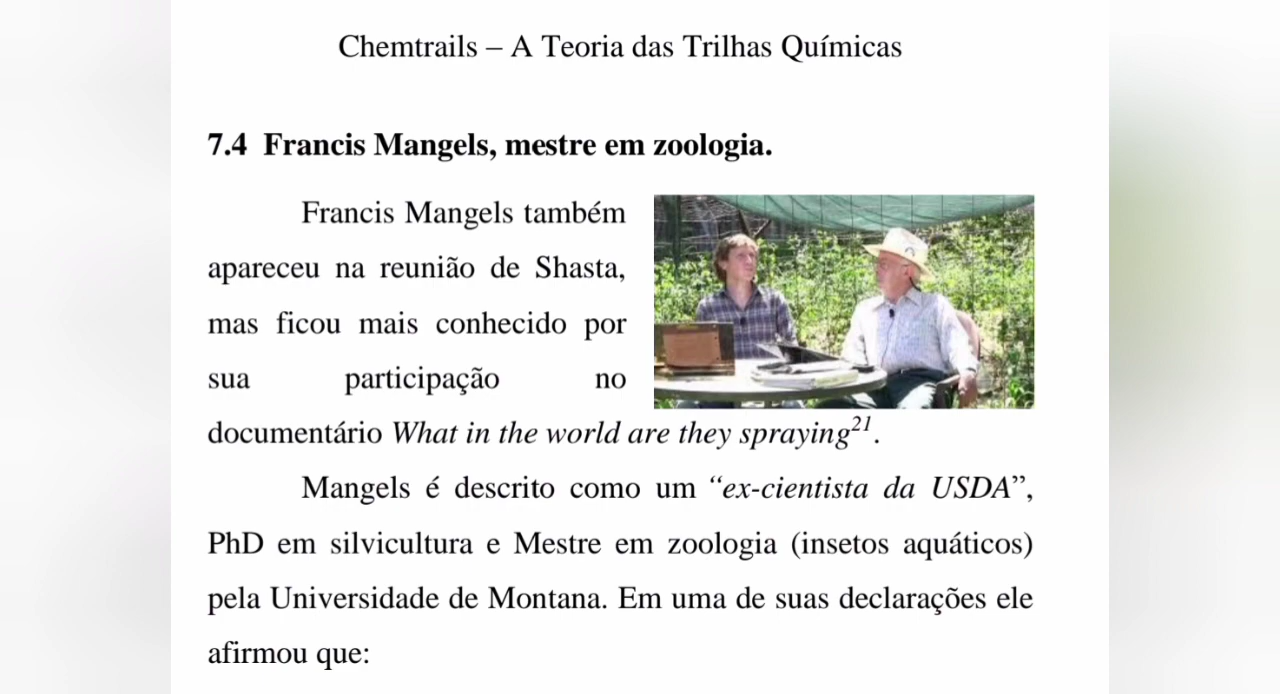 Chemtrails – A Teoria das Trilhas Químicas
7.4 Francis Mangels, mestre em zoologia.
Francis Mangels também
apareceu na reunião de Shasta,
mas ficou mais conhecido por
sua participação no
documentário What in the world are they spraying21.
Mangels é descrito como um “ex-cientista da USDA”,
PhD em silvicultura e Mestre em zoologia (insetos aquáticos)
pela Universidade de Montana. Em uma de suas declarações ele
afirmou que: